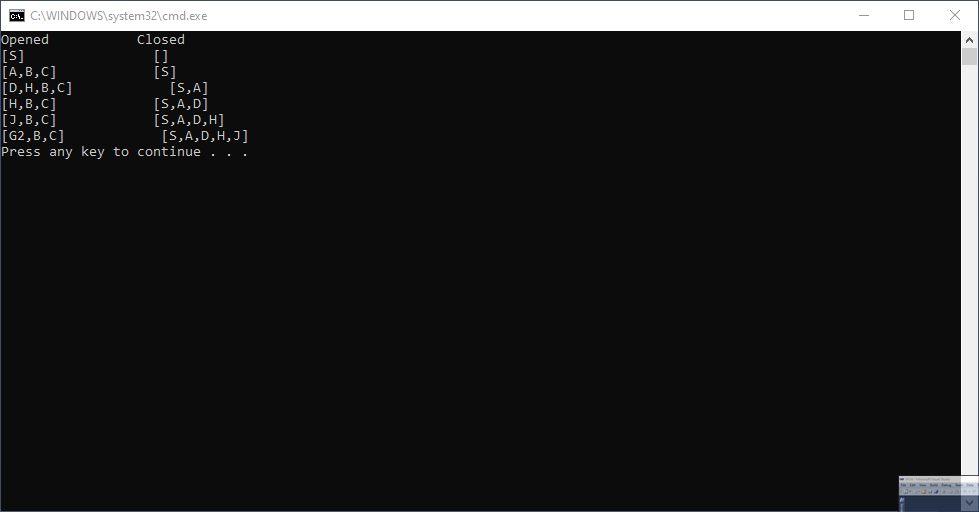 C:\WINDOWS\system32\cmd.exe
Opened Closed
[S] []
[A,B,C] [S]
[D,H,B,C] [S,A]
[H,B,C] [S,A,D]
[J,B,C] [S,A,D,H]
[G2,B,C] [S,A,D,H,J]
Press any key to continue . . .